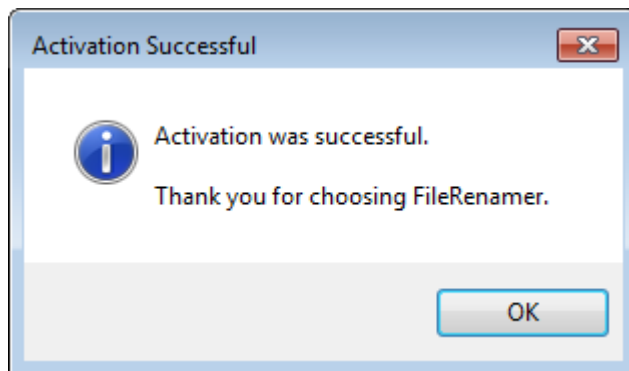 Activation Successful
Activation was successful.
Thank you for choosing FileRenamer.
OK